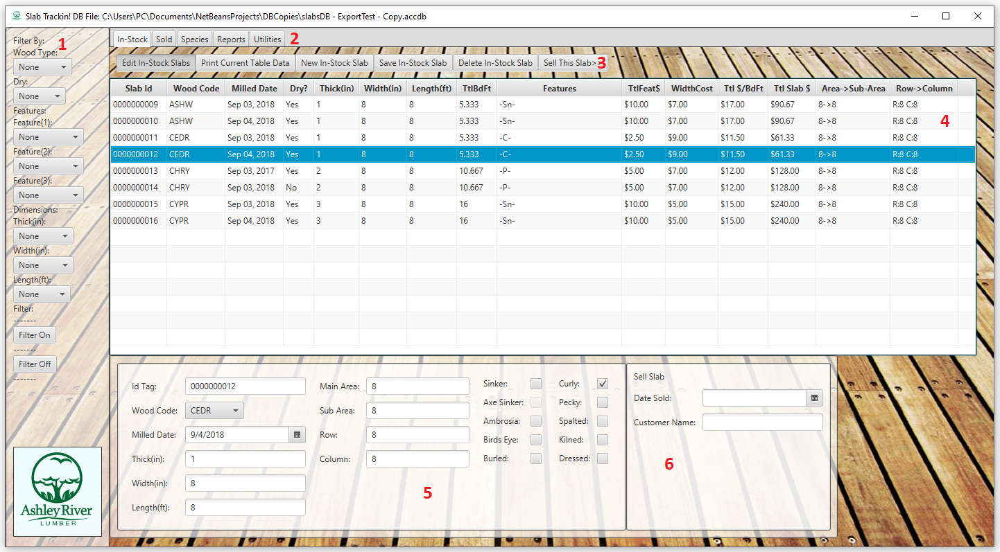 Slab Trackin! DB File: C:\Users\PC\Documents\NetBeansProjects\DBCopies\slabsDB - ExportTest - Copy.accdb
Filter By:
1
Wood Type:
None
Dry:
None
Features:
Feature(1):
None
Feature(2):
None
Feature(3):
None
Dimensions:
Thick(in):
None
Width(in):
None
Length(ft):
None
Filter:
-------
Filter On
-------
Filter Off
-------
Ashley River
LUMBER
In-Stock Sold Species Reports Utilities 2
Edit In-Stock Slabs Print Current Table Data New In-Stock Slab Save In-Stock Slab Delete In-Stock Slab Sell This Slab> 3
Slab Id Wood Code Milled Date Dry? Thick(in) Width(in) Length(ft) TtlBdFt Features TtlFeat$ WidthCost Ttl $/BdFt Ttl Slab $ Area->Sub-Area Row->Column
0000000009 ASHW Sep 03, 2018 Yes 1 8 8 5.333 -Sn- $10.00 $7.00 $17.00 $90.67 8->8 R:8 C:8
0000000010 ASHW Sep 04, 2018 Yes 1 8 8 5.333 -Sn- $10.00 $7.00 $17.00 $90.67 8->8 R:8 C:8 4
0000000011 CEDR Sep 03, 2018 Yes 1 8 8 5.333 -C- $2.50 $9.00 $11.50 $61.33 8->8 R:8 C:8
0000000012 CEDR Sep 04, 2018 Yes 1 8 8 5.333 -C- $2.50 $9.00 $11.50 $61.33 8->8 R:8 C:8
0000000013 CHRY Sep 03, 2017 Yes 2 8 8 10.667 -P- $5.00 $7.00 $12.00 $128.00 8->8 R:8 C:8
0000000014 CHRY Sep 03, 2018 No 2 8 8 10.667 -P- $5.00 $7.00 $12.00 $128.00 8->8 R:8 C:8
0000000015 CYPR Sep 03, 2018 Yes 3 8 8 16 -Sn- $10.00 $5.00 $15.00 $240.00 8->8 R:8 C:8
0000000016 CYPR Sep 04, 2018 Yes 3 8 8 16 -Sn- $10.00 $5.00 $15.00 $240.00 8->8 R:8 C:8
Id Tag: 0000000012
Wood Code: CEDR
Milled Date: 9/4/2018
Thick(in): 1
Width(in): 8
Length(ft): 8
Main Area: 8
Sub Area: 8
Row: 8
Column: 8
5
Sinker:
Axe Sinker:
Ambrosia:
Birds Eye:
Burled:
Curly:
Pecky:
Spalted:
Kilned:
Dressed:
Sell Slab
Date Sold:
Customer Name:
6